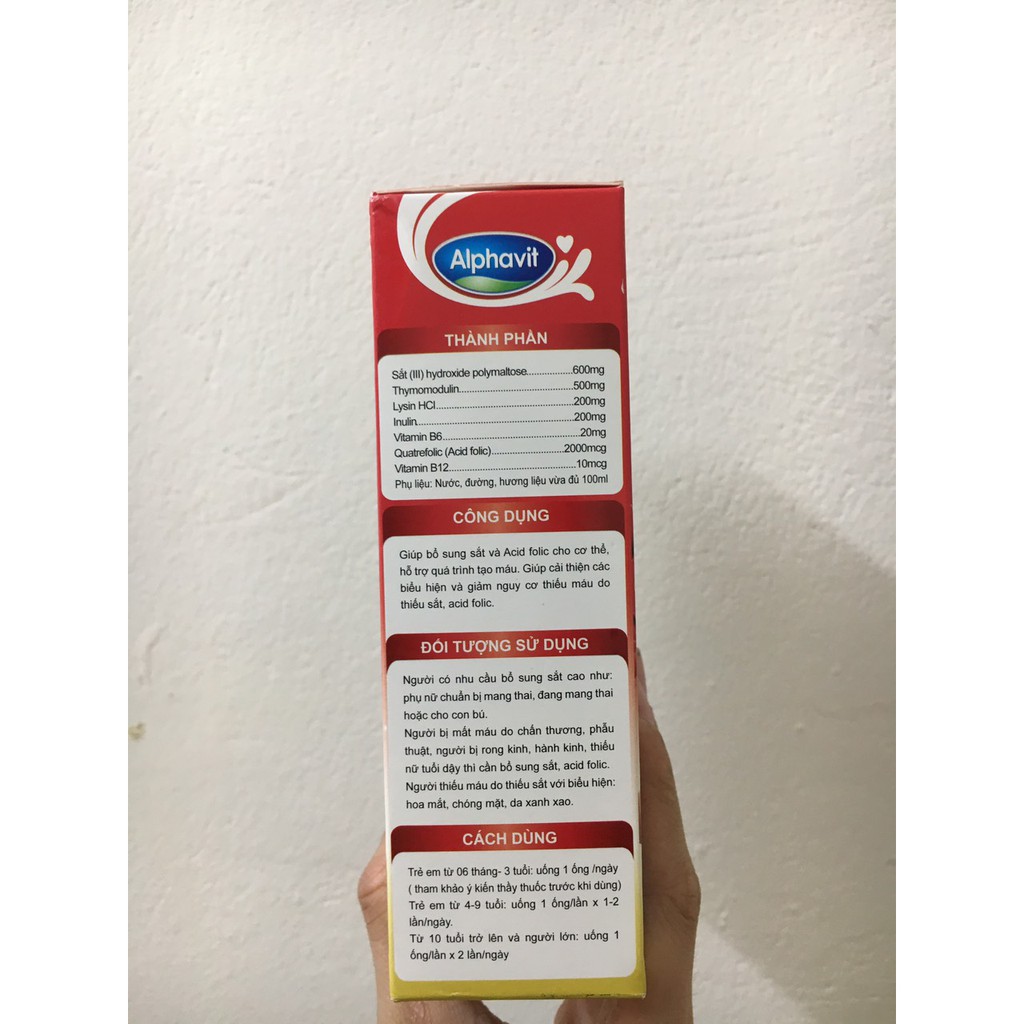 Alphavit
THÀNH PHẦN
Sắt (III) hydroxide polymaltose.................600mg
Thymomodulin..........................................500mg
Lysin HCl...................................................200mg
Inulin..........................................................200mg
Vitamin B6..................................................20mg
Quatrefolic (Acid folic)..........................2000mcg
Vitamin B12..............................................10mcg
Phụ liệu: Nước, đường, hương liệu vừa đủ 100ml
CÔNG DỤNG
Giúp bổ sung sắt và Acid folic cho cơ thể,
hỗ trợ quá trình tạo máu. Giúp cải thiện các
biểu hiện và giảm nguy cơ thiếu máu do
thiếu sắt, acid folic.
ĐỐI TƯỢNG SỬ DỤNG
Người có nhu cầu bổ sung sắt cao như:
phụ nữ chuẩn bị mang thai, đang mang thai
hoặc cho con bú.
Người bị mất máu do chấn thương, phẫu
thuật, người bị rong kinh, hành kinh, thiếu
nữ tuổi dậy thì cần bổ sung sắt, acid folic.
Người thiếu máu do thiếu sắt với biểu hiện:
hoa mắt, chóng mặt, da xanh xao.
CÁCH DÙNG
Trẻ em từ 06 tháng- 3 tuổi: uống 1 ống /ngày
( tham khảo ý kiến thầy thuốc trước khi dùng)
Trẻ em từ 4-9 tuổi: uống 1 ống/lần x 1-2
lần/ngày.
Từ 10 tuổi trở lên và người lớn: uống 1
ống/lần x 2 lần/ngày